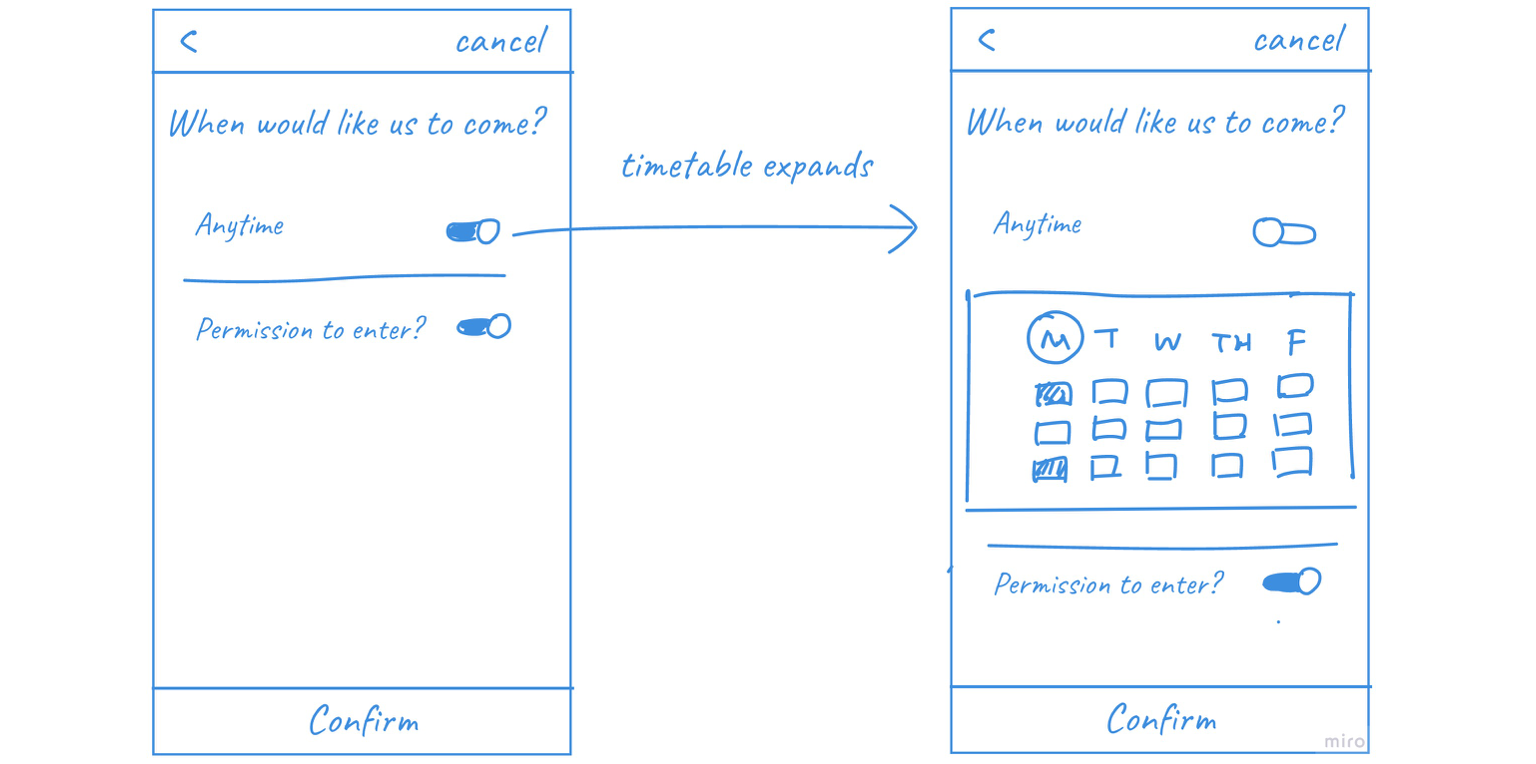 < cancel
When would like us to come?
Anytime
Permission to enter?
Confirm
timetable expands
< cancel
When would like us to come?
Anytime
M T W TH F
Permission to enter?
Confirm
miro